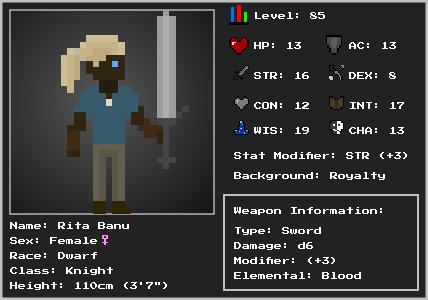 Level: 85
HP: 13
AC: 13
STR: 16
DEX: 8
CON: 12
INT: 17
WIS: 19
CHA: 13
Stat Modifier: STR (+3)
Background: Royalty
Weapon Information:
Type: Sword
Damage: d6
Modifier: (+3)
Elemental: Blood
Name: Rita Banu
Sex: Female♀
Race: Dwarf
Class: Knight
Height: 110cm (3'7")